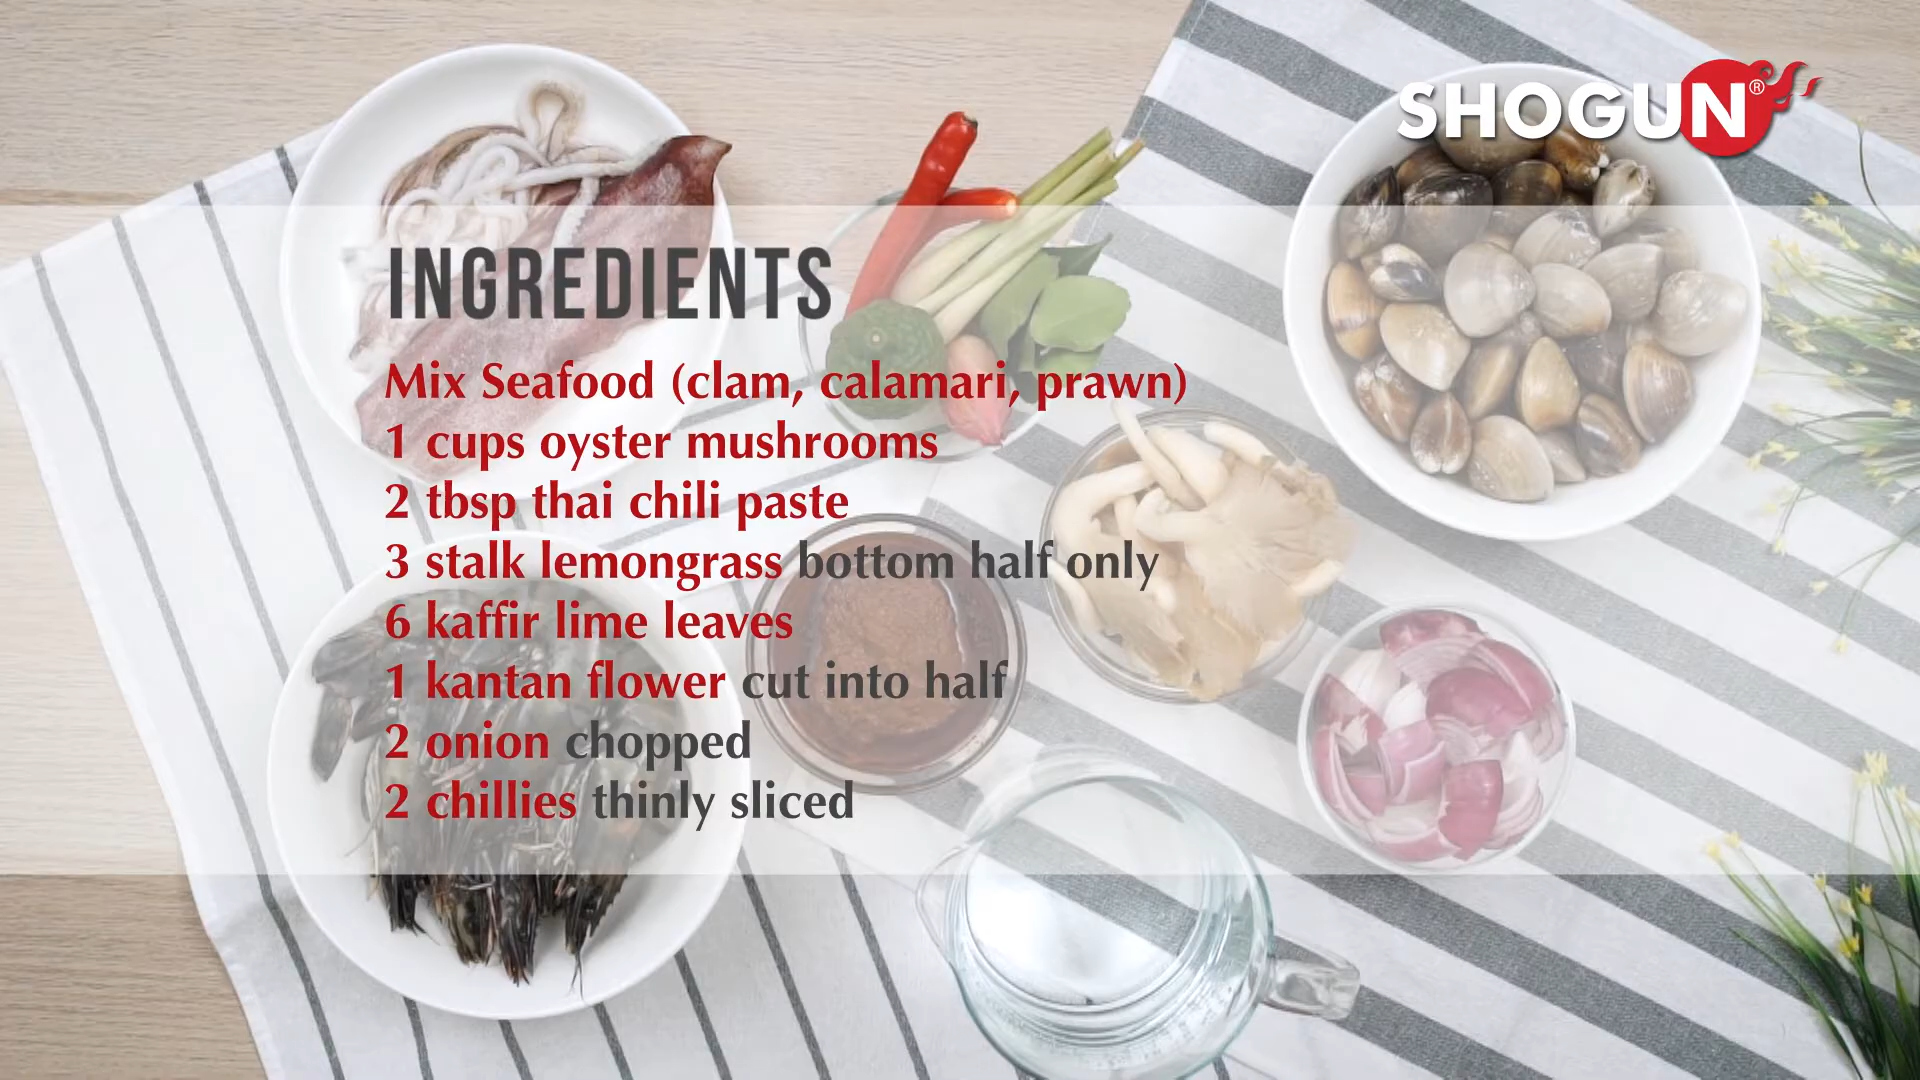 SHOGUN®
INGREDIENTS
Mix Seafood (clam, calamari, prawn)
1 cups oyster mushrooms
2 tbsp thai chili paste
3 stalk lemongrass bottom half only
6 kaffir lime leaves
1 kantan flower cut into half
2 onion chopped
2 chillies thinly sliced